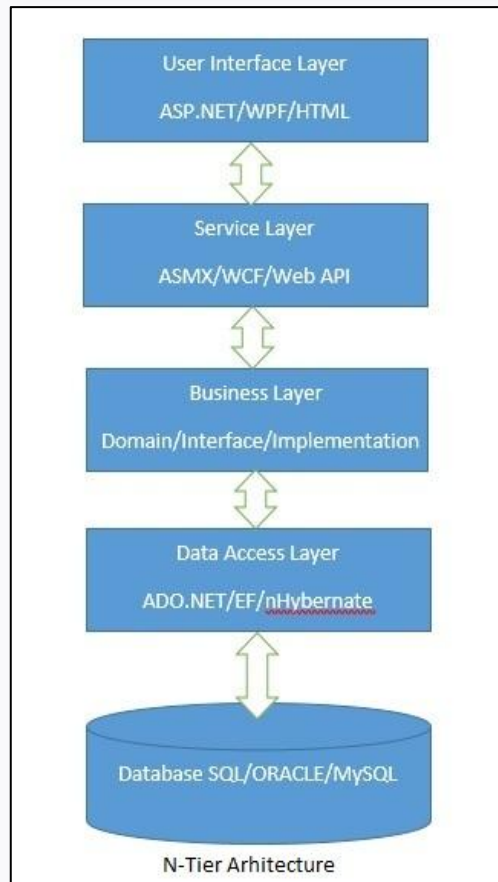 User Interface Layer
ASP.NET/WPF/HTML
Service Layer
ASMX/WCF/Web API
Business Layer
Domain/Interface/Implementation
Data Access Layer
ADO.NET/EF/nHybernate
Database SQL/ORACLE/MySQL
N-Tier Arhitecture